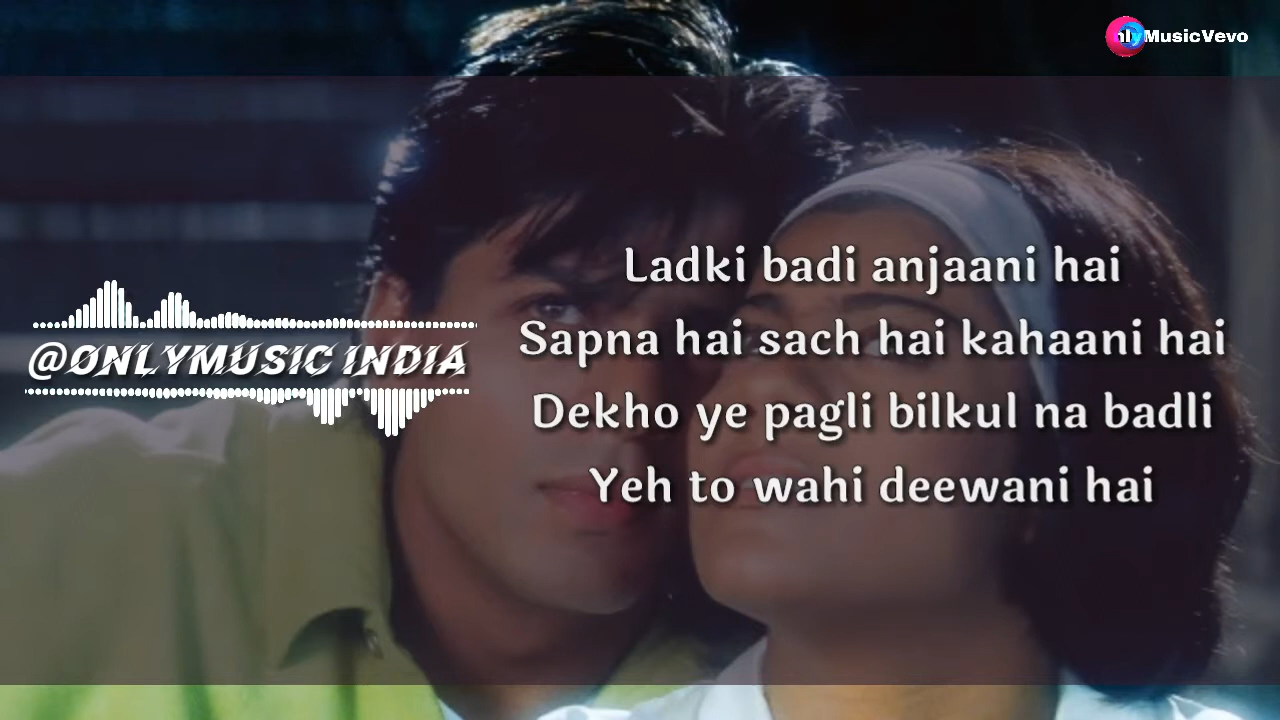 nlyMusicVevo
Ladki badi anjaani hai
Sapna hai sach hai kahaani hai
@ONLYMUSIC INDIA
Dekho ye pagli bilkul na badli
Yeh to wahi deewani hai